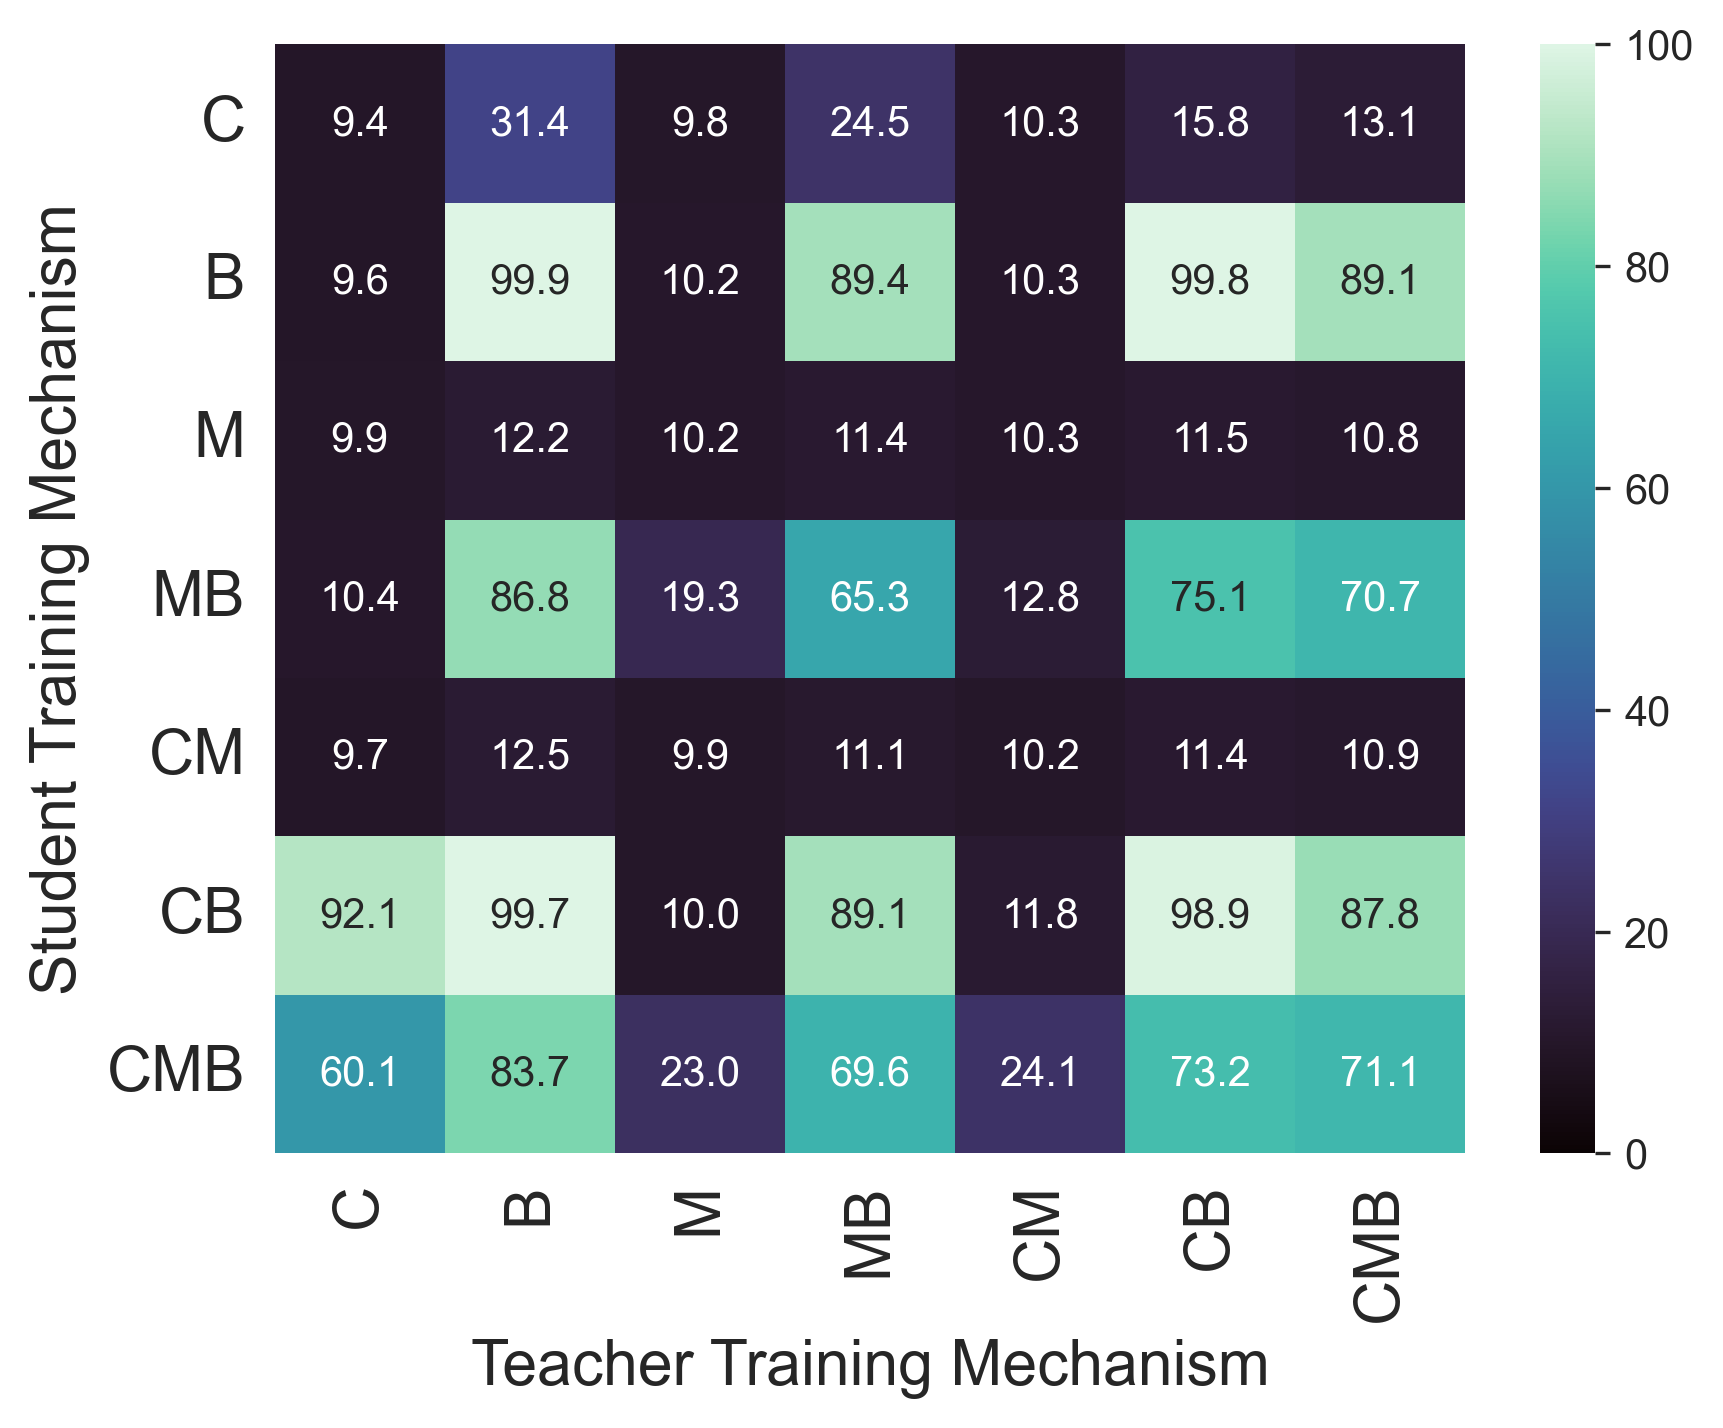 Student Training Mechanism
C 9.4 31.4 9.8 24.5 10.3 15.8 13.1
B 9.6 99.9 10.2 89.4 10.3 99.8 89.1
M 9.9 12.2 10.2 11.4 10.3 11.5 10.8
MB 10.4 86.8 19.3 65.3 12.8 75.1 70.7
CM 9.7 12.5 9.9 11.1 10.2 11.4 10.9
CB 92.1 99.7 10.0 89.1 11.8 98.9 87.8
CMB 60.1 83.7 23.0 69.6 24.1 73.2 71.1
C B M MB CM CB CMB
Teacher Training Mechanism
100
80
60
40
20
0